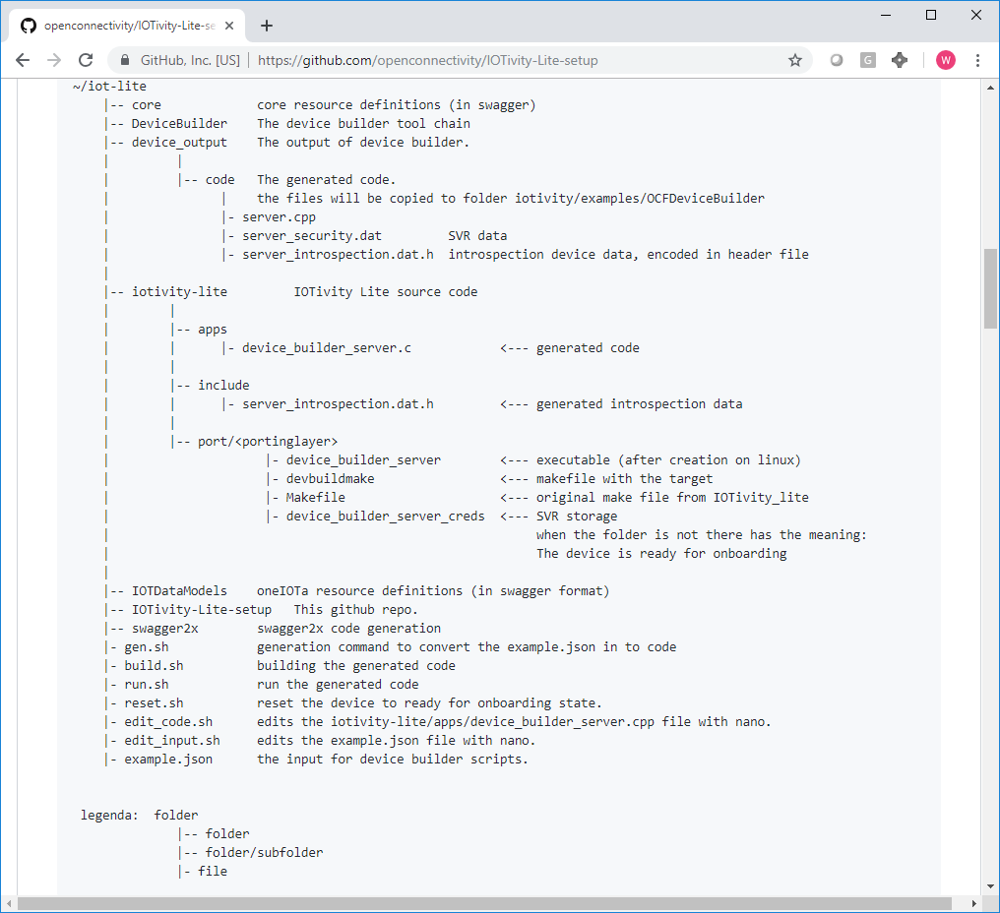 openconnectivity/IOTivity-Lite-se
GitHub, Inc. [US] | https://github.com/openconnectivity/IOTivity-Lite-setup
G
W
~/iot-lite
|-- core core resource definitions (in swagger)
|-- DeviceBuilder The device builder tool chain
|-- device_output The output of device builder.
| |
| |-- code The generated code.
| | the files will be copied to folder iotivity/examples/OCFDeviceBuilder
| |- server.cpp
| |- server_security.dat SVR data
| |- server_introspection.dat.h introspection device data, encoded in header file
|
|-- iotivity-lite IOTivity Lite source code
| |
| |-- apps
| | |- device_builder_server.c <--- generated code
| |
| |-- include
| | |- server_introspection.dat.h <--- generated introspection data
| |
| |-- port/<portinglayer>
| |- device_builder_server <--- executable (after creation on linux)
| |- devbuildmake <--- makefile with the target
| |- Makefile <--- original make file from IOTivity_lite
| |- device_builder_server_creds <--- SVR storage
| when the folder is not there has the meaning:
| The device is ready for onboarding
|
|-- IOTDataModels oneIOTa resource definitions (in swagger format)
|-- IOTivity-Lite-setup This github repo.
|-- swagger2x swagger2x code generation
|- gen.sh generation command to convert the example.json in to code
|- build.sh building the generated code
|- run.sh run the generated code
|- reset.sh reset the device to ready for onboarding state.
|- edit_code.sh edits the iotivity-lite/apps/device_builder_server.cpp file with nano.
|- edit_input.sh edits the example.json file with nano.
|- example.json the input for device builder scripts.
legenda: folder
|-- folder
|-- folder/subfolder
|- file